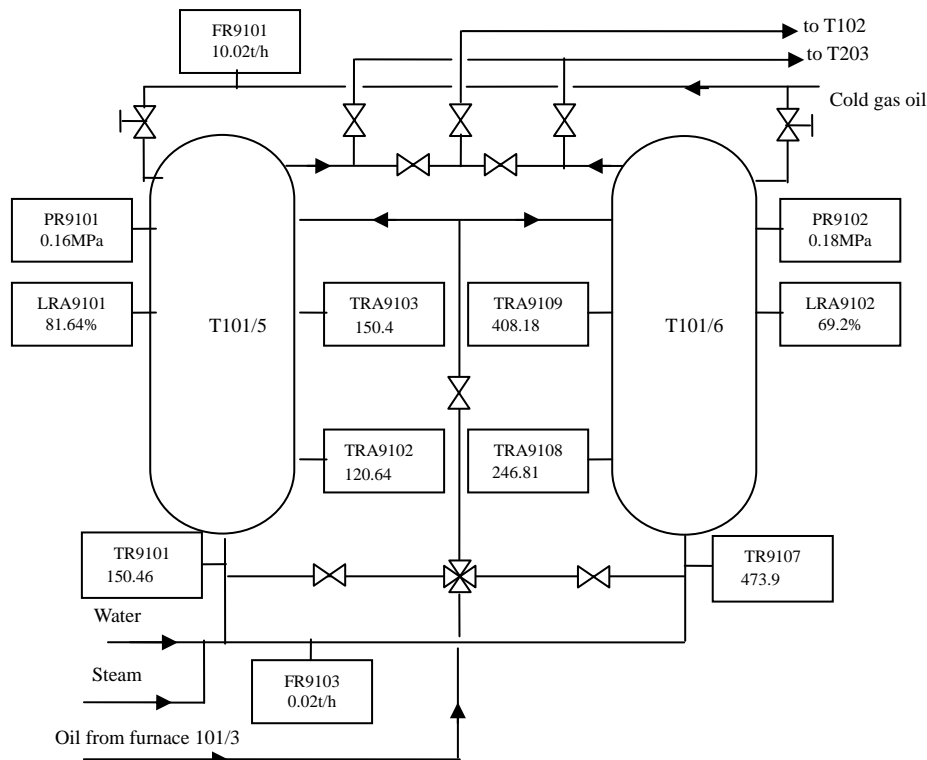 FR9101
10.02t/h
to T102
to T203
Cold gas oil
PR9101
0.16MPa
PR9102
0.18MPa
LRA9101
81.64%
T101/5
TRA9103
150.4
TRA9109
408.18
T101/6
LRA9102
69.2%
TRA9102
120.64
TRA9108
246.81
TR9101
150.46
TR9107
473.9
Water
Steam
FR9103
0.02t/h
Oil from furnace 101/3